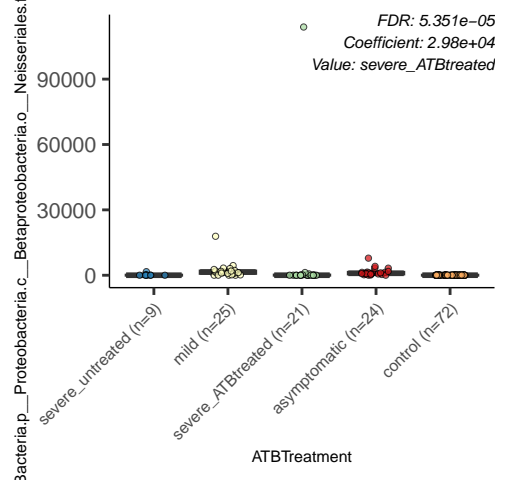 Bacteria.p__Proteobacteria.c__Betaproteobacteria.o__Neisseriales.f
FDR: 5.351e−05
Coefficient: 2.98e+04
Value: severe_ATBtreated
90000
60000
30000
0
severe_untreated (n=9)
mild (n=25)
severe_ATBtreated (n=21)
asymptomatic (n=24)
control (n=72)
ATBTreatment